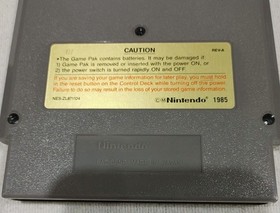 CAUTION
REV-B
•The Game Pak contains batteries. It may be damaged if :
1) Game Pak is removed or inserted with the power ON, or
2) the power switch is turned rapidly ON and OFF.
If you are saving your game information for later play, you must hold
in the reset button on the Control Deck while turning off the power.
Failure to do so may result in the loss of your stored game information.
©Nintendo 1985